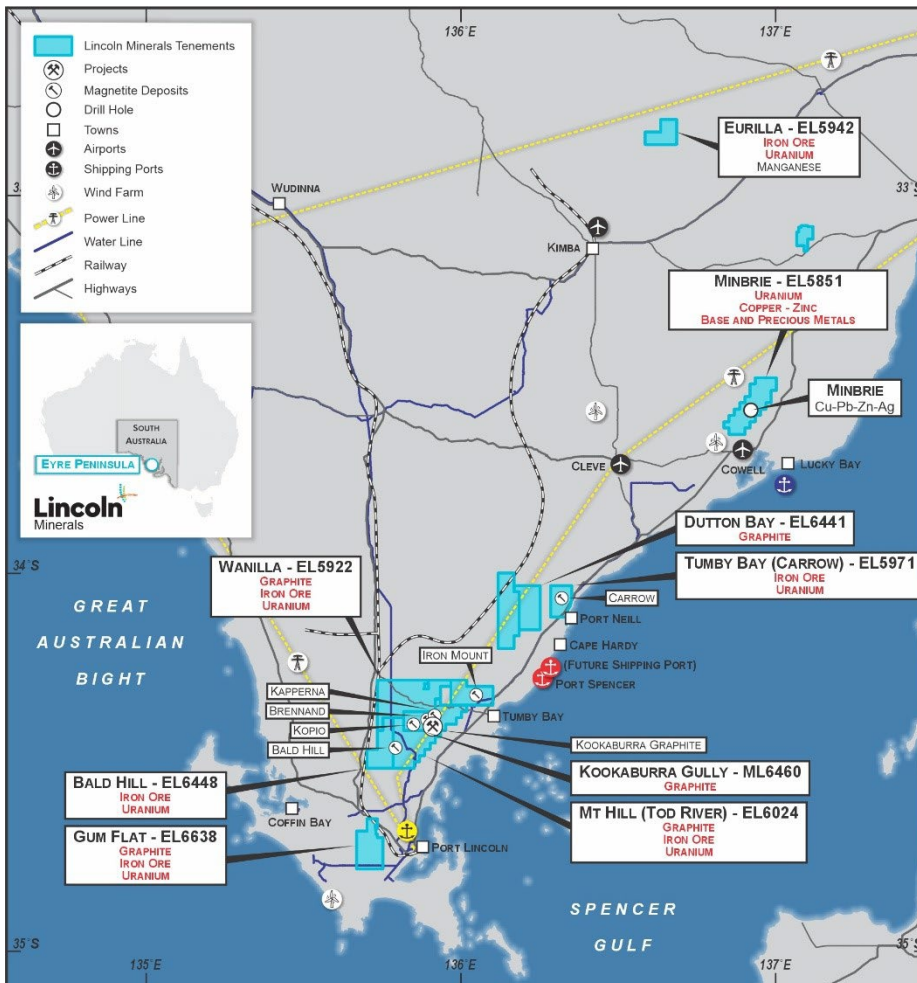 136°E
137°E
Lincoln Minerals Tenements
Projects
Magnetite Deposits
Drill Hole
Towns
Airports
Shipping Ports
Wind Farm
Power Line
Water Line
Railway
Highways
EURILLA - EL5942
IRON ORE
URANIUM
MANGANESE
WUDINNA
33°S
KIMBA
MINBRIE - EL5851
URANIUM
COPPER - ZINC
BASE AND PRECIOUS METALS
SOUTH
AUSTRALIA
EYRE PENINSULA
Lincoln
Minerals
MINBRIE
Cu-Pb-Zn-Ag
CLEVE
COWELL
LUCKY BAY
DUTTON BAY - EL6441
GRAPHITE
TUMBY BAY (CARROW) - EL5971
IRON ORE
URANIUM
WANILLA - EL5922
GRAPHITE
IRON ORE
URANIUM
34°S
GREAT
AUSTRALIAN
BIGHT
CARROW
PORT NEILL
CAPE HARDY
(FUTURE SHIPPING PORT)
PORT SPENCER
IRON MOUNT
KAPPERNA
BRENNAND
KOPIO
BALD HILL
TUMBY BAY
KOOKABURRA GRAPHITE
KOOKABURRA GULLY - ML6460
GRAPHITE
BALD HILL - EL6448
IRON ORE
URANIUM
MT HILL (TOD RIVER) - EL6024
GRAPHITE
IRON ORE
URANIUM
COFFIN BAY
GUM FLAT - EL6638
GRAPHITE
IRON ORE
URANIUM
PORT LINCOLN
SPENCER
GULF
35°S
35°S
135°E
136°E
137°E